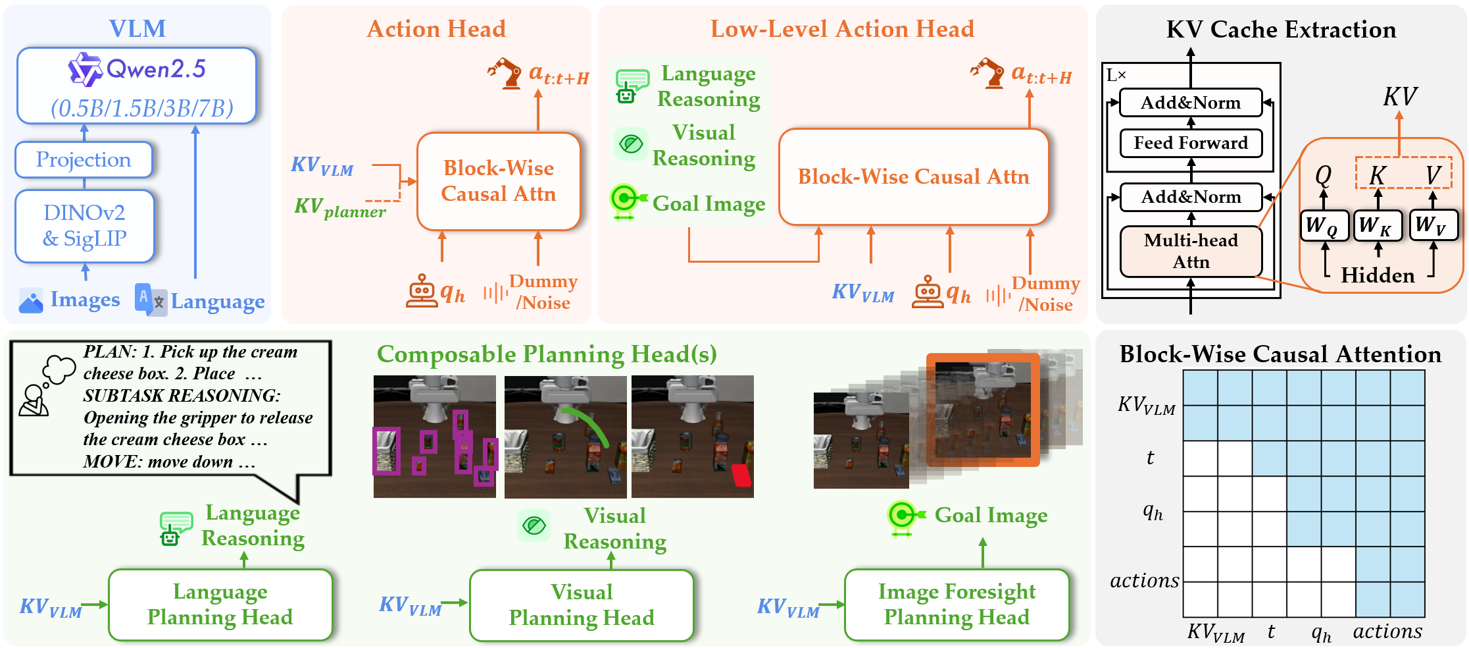 VLM
Qwen2.5
(0.5B/1.5B/3B/7B)
Projection
DINOv2
& SigLIP
Images
Language
Action Head
a_{t:t+H}
KV_{VLM}
KV_{planner}
Block-Wise
Causal Attn
q_h
Dummy
/Noise
Low-Level Action Head
Language
Reasoning
Visual
Reasoning
Goal Image
a_{t:t+H}
Block-Wise Causal Attn
KV_{VLM}
q_h
Dummy
/Noise
KV Cache Extraction
L×
Add&Norm
Feed Forward
Add&Norm
Multi-head
Attn
KV
Q K V
W_Q W_K W_V
Hidden
PLAN: 1. Pick up the cream
cheese box. 2. Place …
SUBTASK REASONING:
Opening the gripper to release
the cream cheese box …
MOVE: move down …
Composable Planning Head(s)
Language
Reasoning
KV_{VLM}
Language
Planning Head
Visual
Reasoning
KV_{VLM}
Visual
Planning Head
Goal Image
KV_{VLM}
Image Foresight
Planning Head
Block-Wise Causal Attention
KV_{VLM}
t
q_h
actions
KV_{VLM} t q_h actions